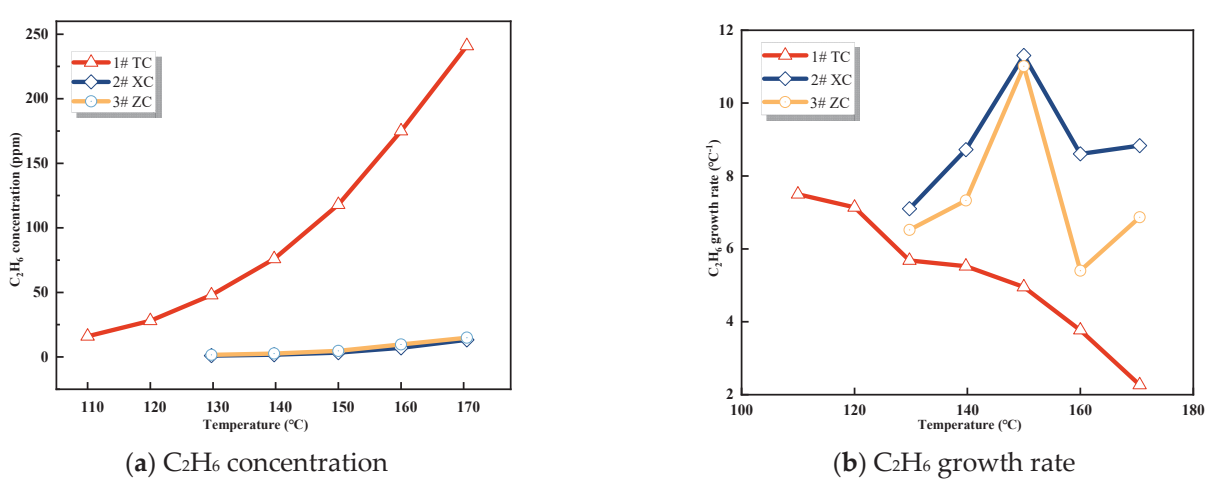 250
200
150
100
50
0
C₂H₆ concentration (ppm)
1# TC
2# XC
3# ZC
110 120 130 140 150 160 170
Temperature (℃)
(a) C₂H₆ concentration
12
10
8
6
4
2
C₂H₆ growth rate (℃⁻¹)
1# TC
2# XC
3# ZC
100 120 140 160 180
Temperature (℃)
(b) C₂H₆ growth rate